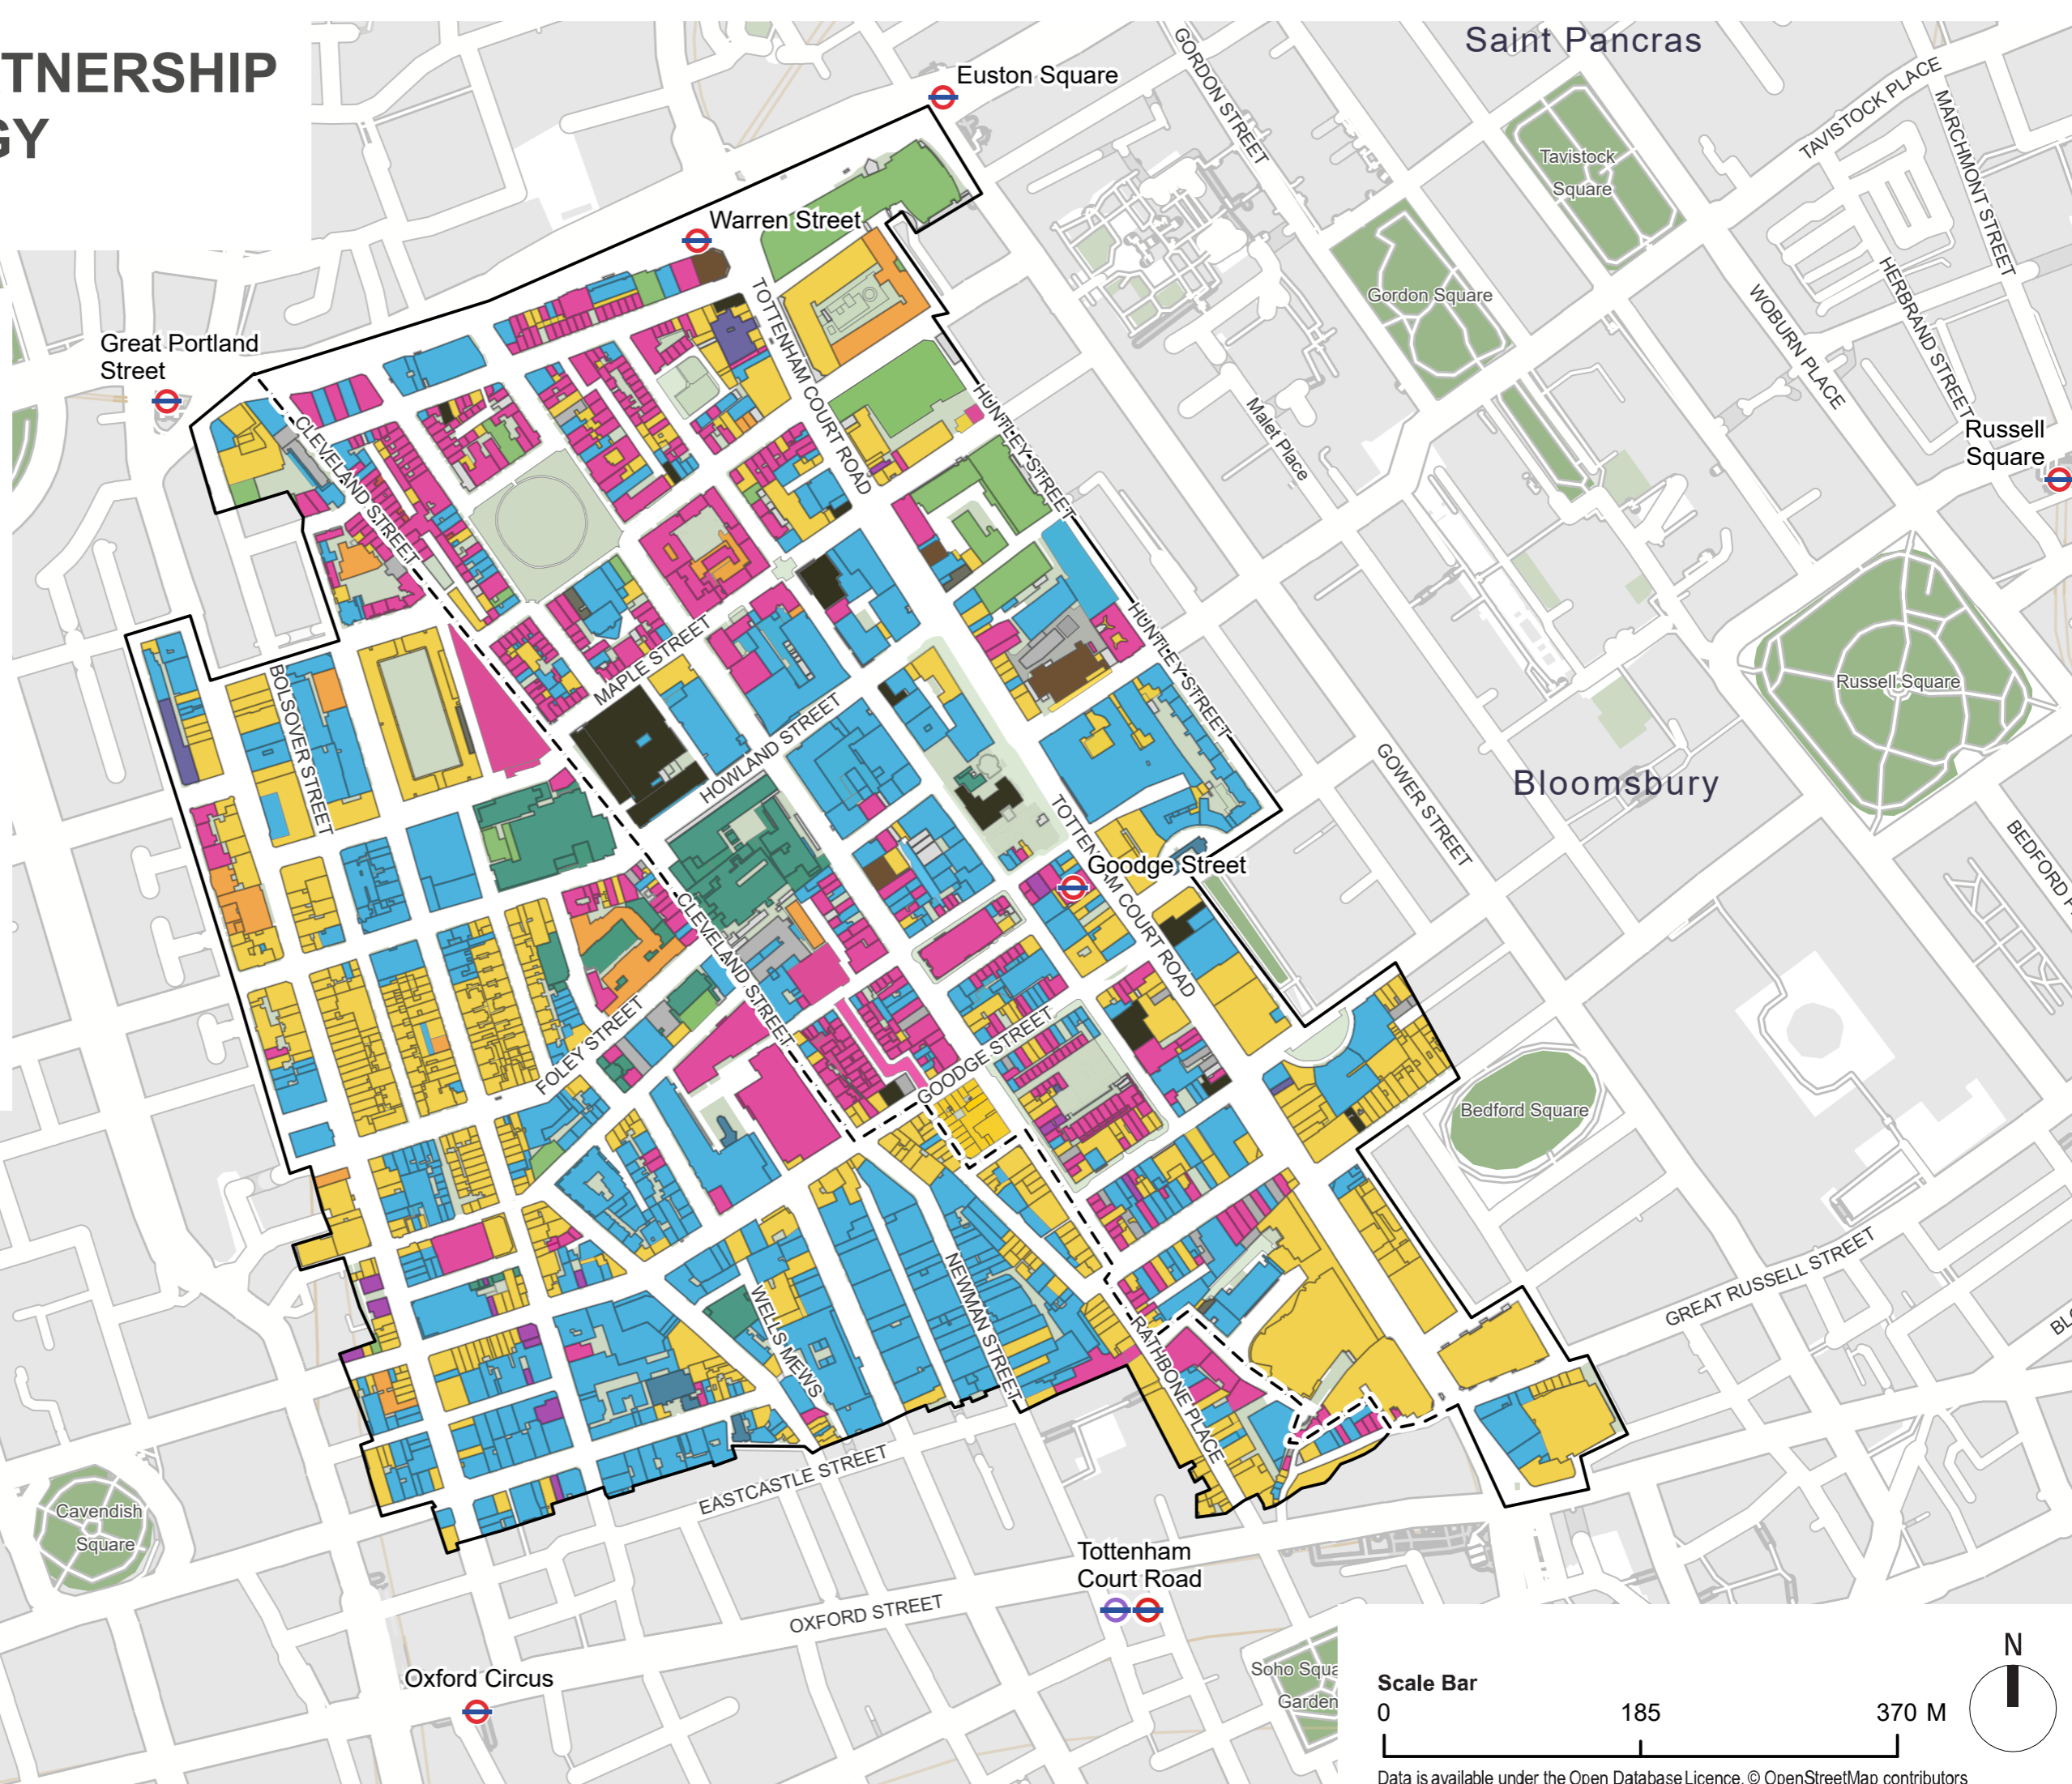 TNERSHIP
GY
Saint Pancras
Euston Square
GORDON STREET
TAVISTOCK PLACE
MARCHMONT STREET
Tavistock
Square
Warren Street
Gordon Square
WOBURN PLACE
HERBRAND STREET
Great Portland
Street
TOTTENHAM COURT ROAD
HUNTLEY STREET
Malet Place
Russell
Square
CLEVELAND STREET
HUNTLEY STREET
MAPLE STREET
BOLSOVER STREET
HOWLAND STREET
Russell Square
Bloomsbury
GOWER STREET
BEDFORD P
Goodge Street
TOTTENHAM COURT ROAD
CLEVELAND STREET
FOLEY STREET
GOODGE STREET
Bedford Square
WELLS MEWS
NEWMAN STREET
RATHBONE PLACE
GREAT RUSSELL STREET
BLO
EASTCASTLE STREET
Cavendish
Square
Tottenham
Court Road
OXFORD STREET
Oxford Circus
Soho Squa
Garden
Scale Bar
0 185 370 M
N
Data is available under the Open Database Licence. © OpenStreetMap contributors